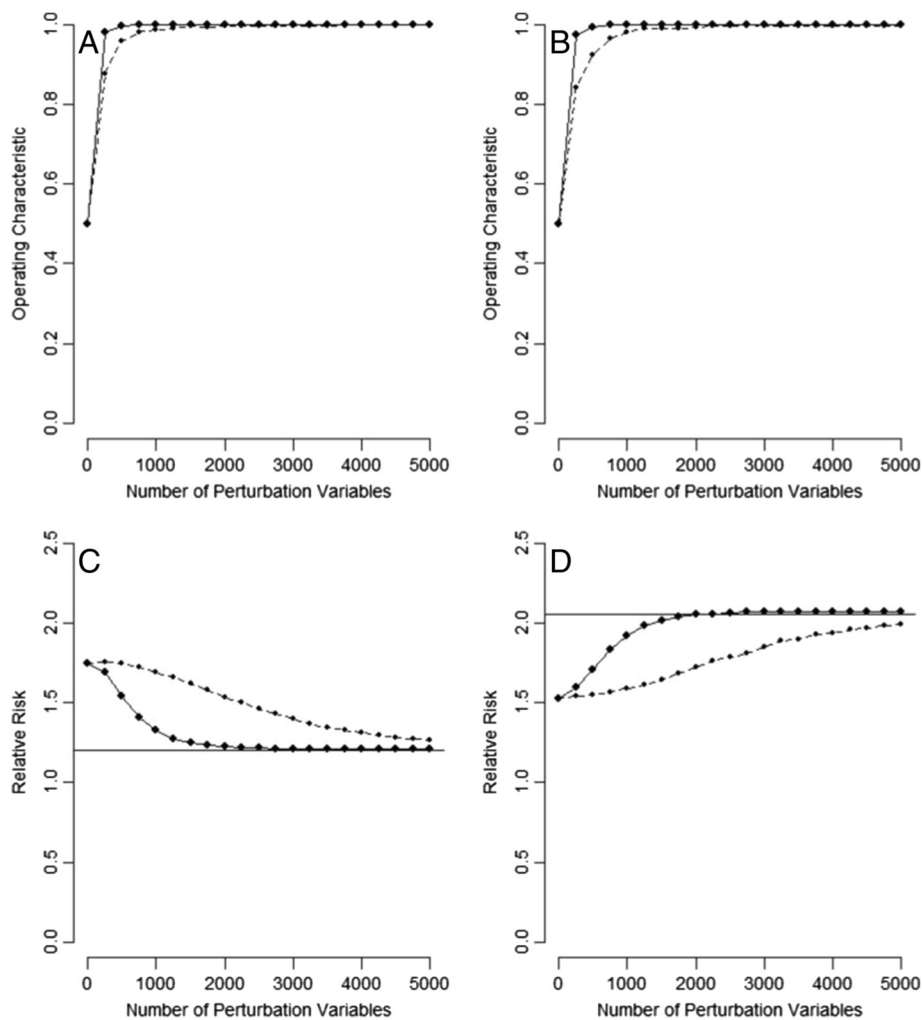 A
Operating Characteristic
1.0
0.8
0.6
0.4
0.2
0.0
0 1000 2000 3000 4000 5000
Number of Perturbation Variables
B
Operating Characteristic
1.0
0.8
0.6
0.4
0.2
0.0
0 1000 2000 3000 4000 5000
Number of Perturbation Variables
C
Relative Risk
2.5
2.0
1.5
1.0
0.5
0.0
0 1000 2000 3000 4000 5000
Number of Perturbation Variables
D
Relative Risk
2.5
2.0
1.5
1.0
0.5
0.0
0 1000 2000 3000 4000 5000
Number of Perturbation Variables